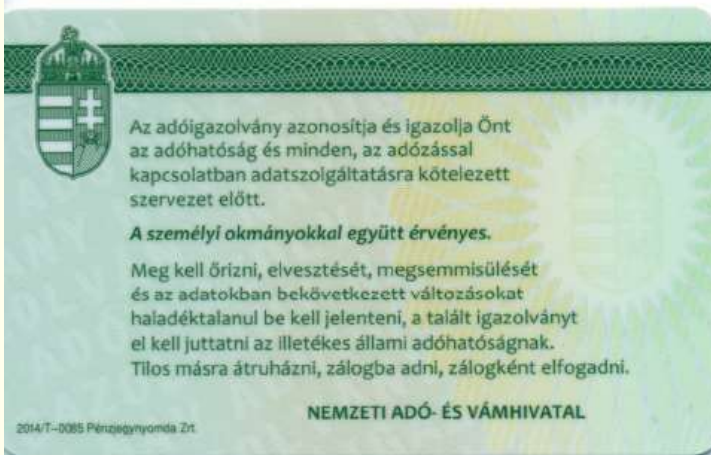 Az adóigazolvány azonosítja és igazolja Önt
az adóhatóság és minden, az adózással
kapcsolatban adatszolgáltatásra kötelezett
szervezet előtt.
A személyi okmányokkal együtt érvényes.
Meg kell őrizni, elvesztését, megsemmisülését
és az adatokban bekövetkezett változásokat
haladéktalanul be kell jelenteni, a talált igazolványt
el kell juttatni az illetékes állami adóhatóságnak.
Tilos másra átruházni, zálogba adni, zálogként elfogadni.
NEMZETI ADÓ- ÉS VÁMHIVATAL
2014/T-0085 Pénzjegynyomda Zrt.